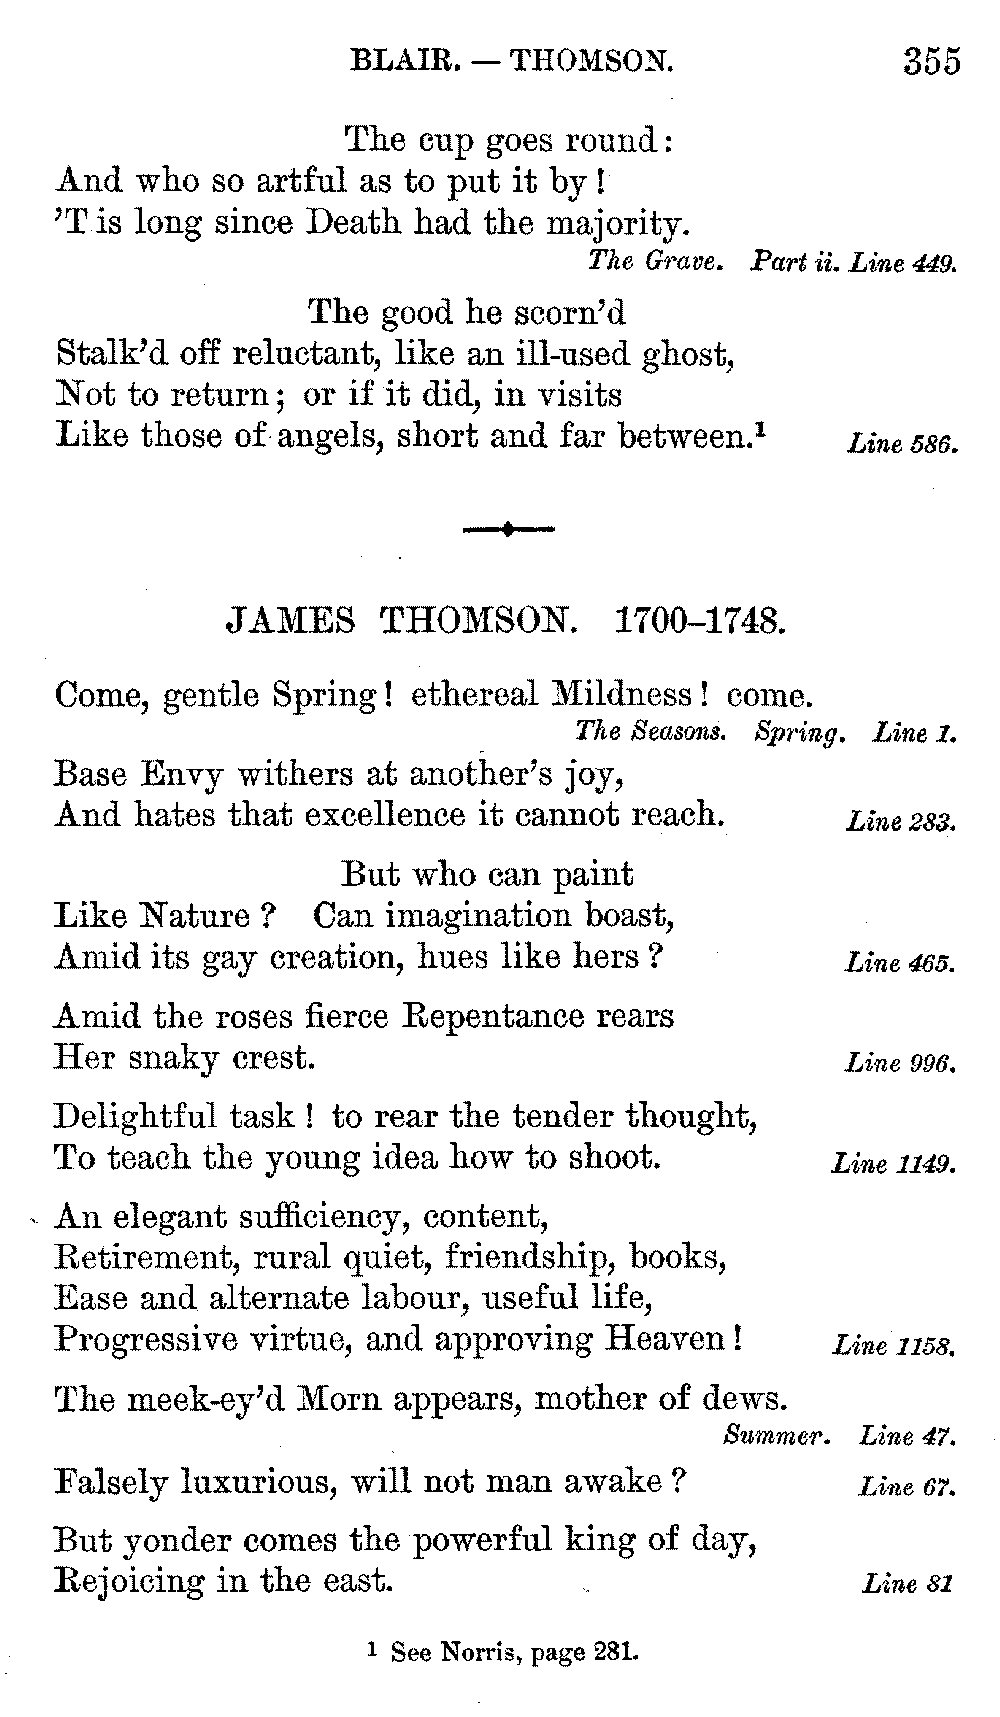 BLAIR. — THOMSON. 355
The cup goes round:
And who so artful as to put it by!
'T is long since Death had the majority.
The Grave. Part ii. Line 449.
The good he scorn'd
Stalk'd off reluctant, like an ill-used ghost,
Not to return; or if it did, in visits
Like those of angels, short and far between.¹ Line 586.
JAMES THOMSON. 1700–1748.
Come, gentle Spring! ethereal Mildness! come.
The Seasons. Spring. Line 1.
Base Envy withers at another's joy,
And hates that excellence it cannot reach. Line 283.
But who can paint
Like Nature? Can imagination boast,
Amid its gay creation, hues like hers? Line 465.
Amid the roses fierce Repentance rears
Her snaky crest. Line 996.
Delightful task! to rear the tender thought,
To teach the young idea how to shoot. Line 1149.
An elegant sufficiency, content,
Retirement, rural quiet, friendship, books,
Ease and alternate labour, useful life,
Progressive virtue, and approving Heaven! Line 1158.
The meek-ey'd Morn appears, mother of dews.
Summer. Line 47.
Falsely luxurious, will not man awake? Line 67.
But yonder comes the powerful king of day,
Rejoicing in the east. Line 81
¹ See Norris, page 281.